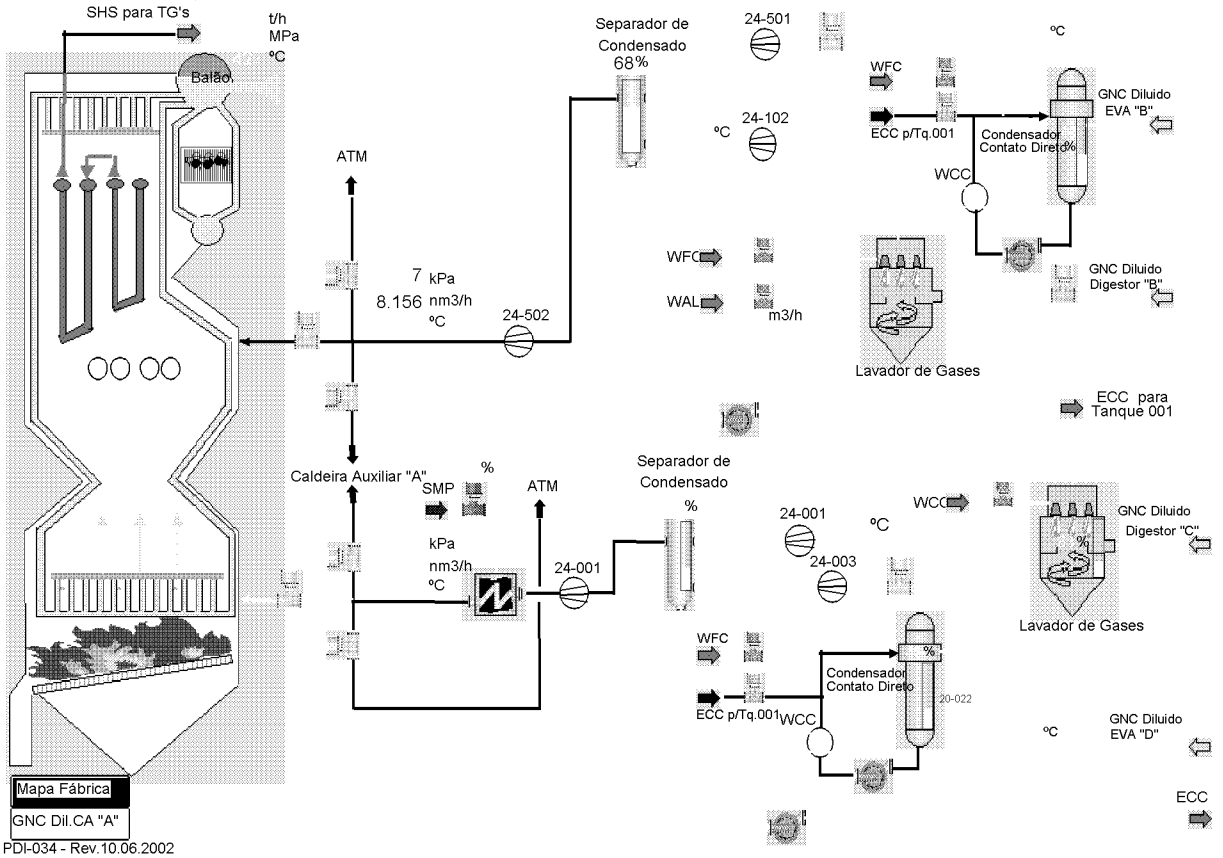 SHS para TG's
t/h
MPa
ºC
Balão
Separador de
Condensado
68%
24-501
ºC
WFC
GNC Diluido
EVA "B"
24-102
ºC
ECC p/Tq.001
Condensador
Contato Direto
%
ATM
WCC
WFC
GNC Diluido
Digestor "B"
7 kPa
8.156 nm3/h
ºC
24-502
WAL
m3/h
Lavador de Gases
ECC para
Tanque 001
Caldeira Auxiliar "A"
%
SMP
ATM
Separador de
Condensado
%
24-001
ºC
WCC
GNC Diluido
Digestor "C"
%
kPa
nm3/h
ºC
24-001
24-003
Lavador de Gases
WFC
%
Condensador
Contato Direto
20-022
ECC p/Tq.001
WCC
ºC
GNC Diluido
EVA "D"
Mapa Fábrica
ECC
GNC Dil.CA "A"
PDI-034 - Rev.10.06.2002